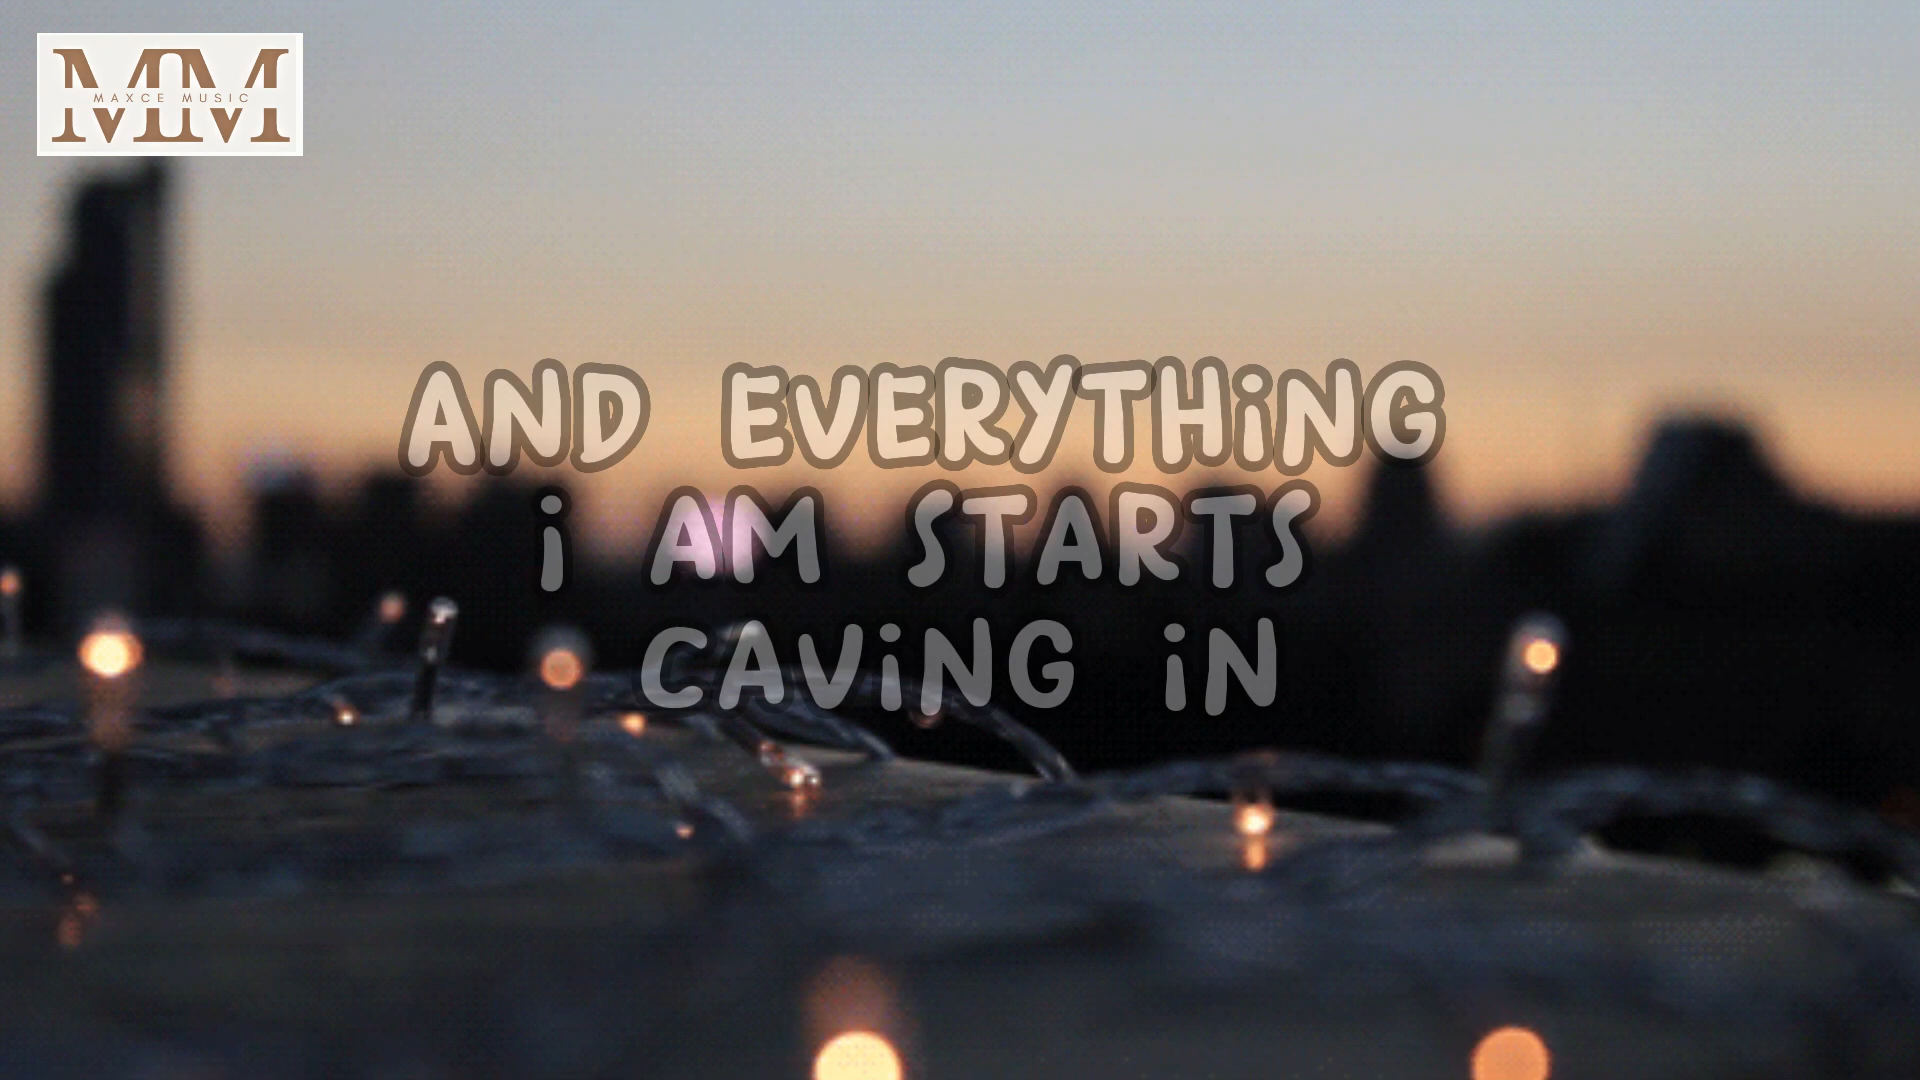 MM
MAXCE MUSIC
AND EVERYTHiNG
i AM STARTS
CAViNG iN